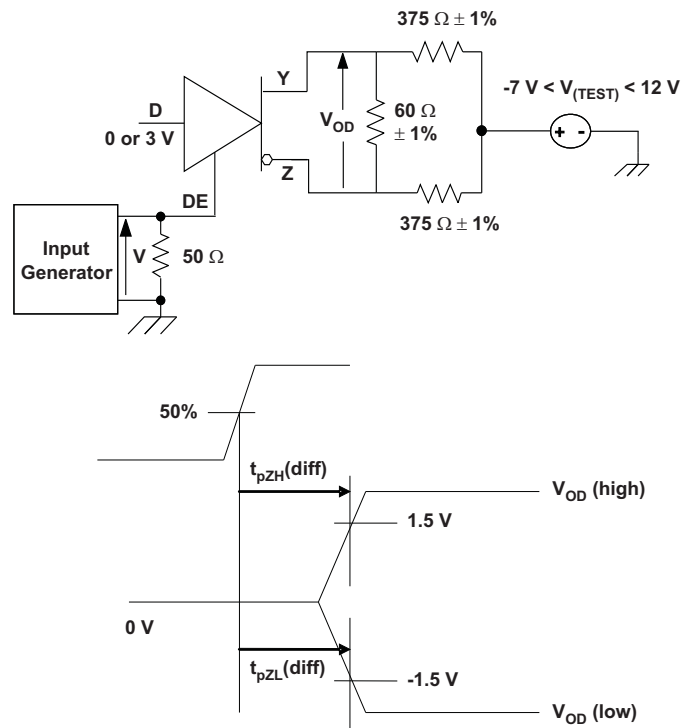 375 Ω ± 1%
Y
-7 V < V(TEST) < 12 V
D
0 or 3 V
VOD
60 Ω
± 1%
+ -
Z
DE
375 Ω ± 1%
Input
Generator
V
50 Ω
50%
tpZH(diff)
VOD (high)
1.5 V
0 V
tpZL(diff)
-1.5 V
VOD (low)